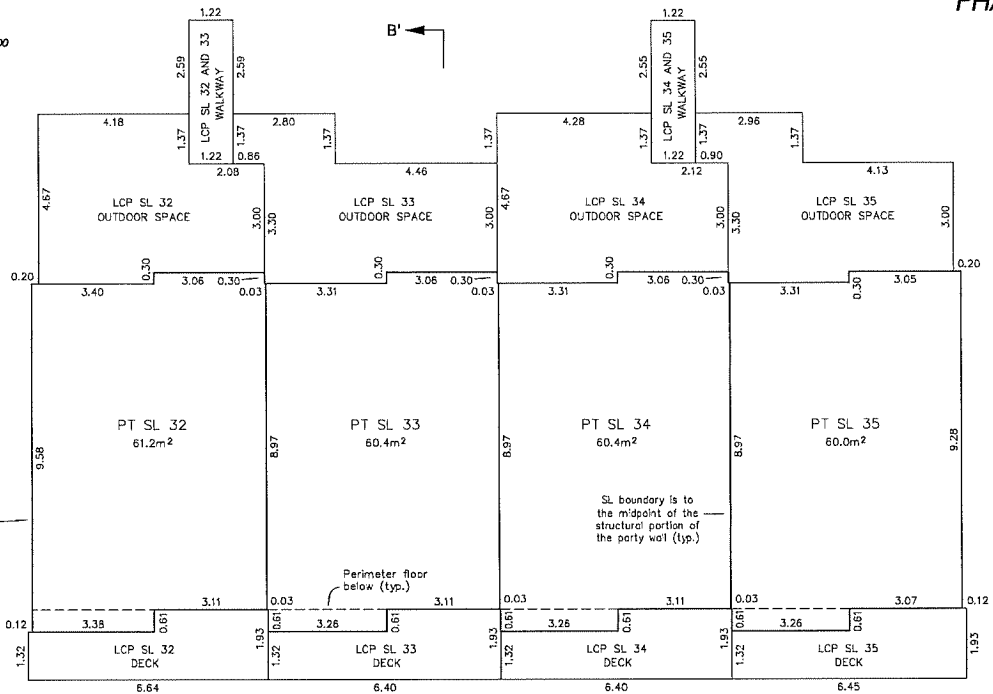 1.22
1.22
PHA
B'
2.59
LCP SL 32 AND 33
WALKWAY
2.59
2.55
LCP SL 34 AND 35
WALKWAY
2.55
4.18
2.80
4.28
2.96
1.37
1.37
1.37
1.37
1.37
1.37
1.37
1.22
0.86
1.22
0.90
2.08
4.46
2.12
4.13
4.67
LCP SL 32
OUTDOOR SPACE
3.00
3.30
LCP SL 33
OUTDOOR SPACE
3.00
4.67
LCP SL 34
OUTDOOR SPACE
3.00
3.30
LCP SL 35
OUTDOOR SPACE
3.00
0.20
0.30
3.06
0.30
0.30
3.06
0.30
0.30
3.06
0.30
3.05
0.20
3.40
0.03
3.31
0.03
3.31
0.03
3.31
0.30
PT SL 32
61.2m²
PT SL 33
60.4m²
PT SL 34
60.4m²
PT SL 35
60.0m²
9.58
8.97
8.97
8.97
9.28
SL boundary is to
the midpoint of the
structural portion of
the party wall (typ.)
Perimeter floor
below (typ.)
3.11
0.03
3.11
0.03
3.11
0.03
3.07
0.12
0.12
3.38
0.61
0.61
3.26
0.61
0.61
3.26
0.61
0.61
3.26
0.61
1.32
LCP SL 32
DECK
1.93
1.32
LCP SL 33
DECK
1.93
1.32
LCP SL 34
DECK
1.93
1.32
LCP SL 35
DECK
1.93
6.64
6.40
6.40
6.45